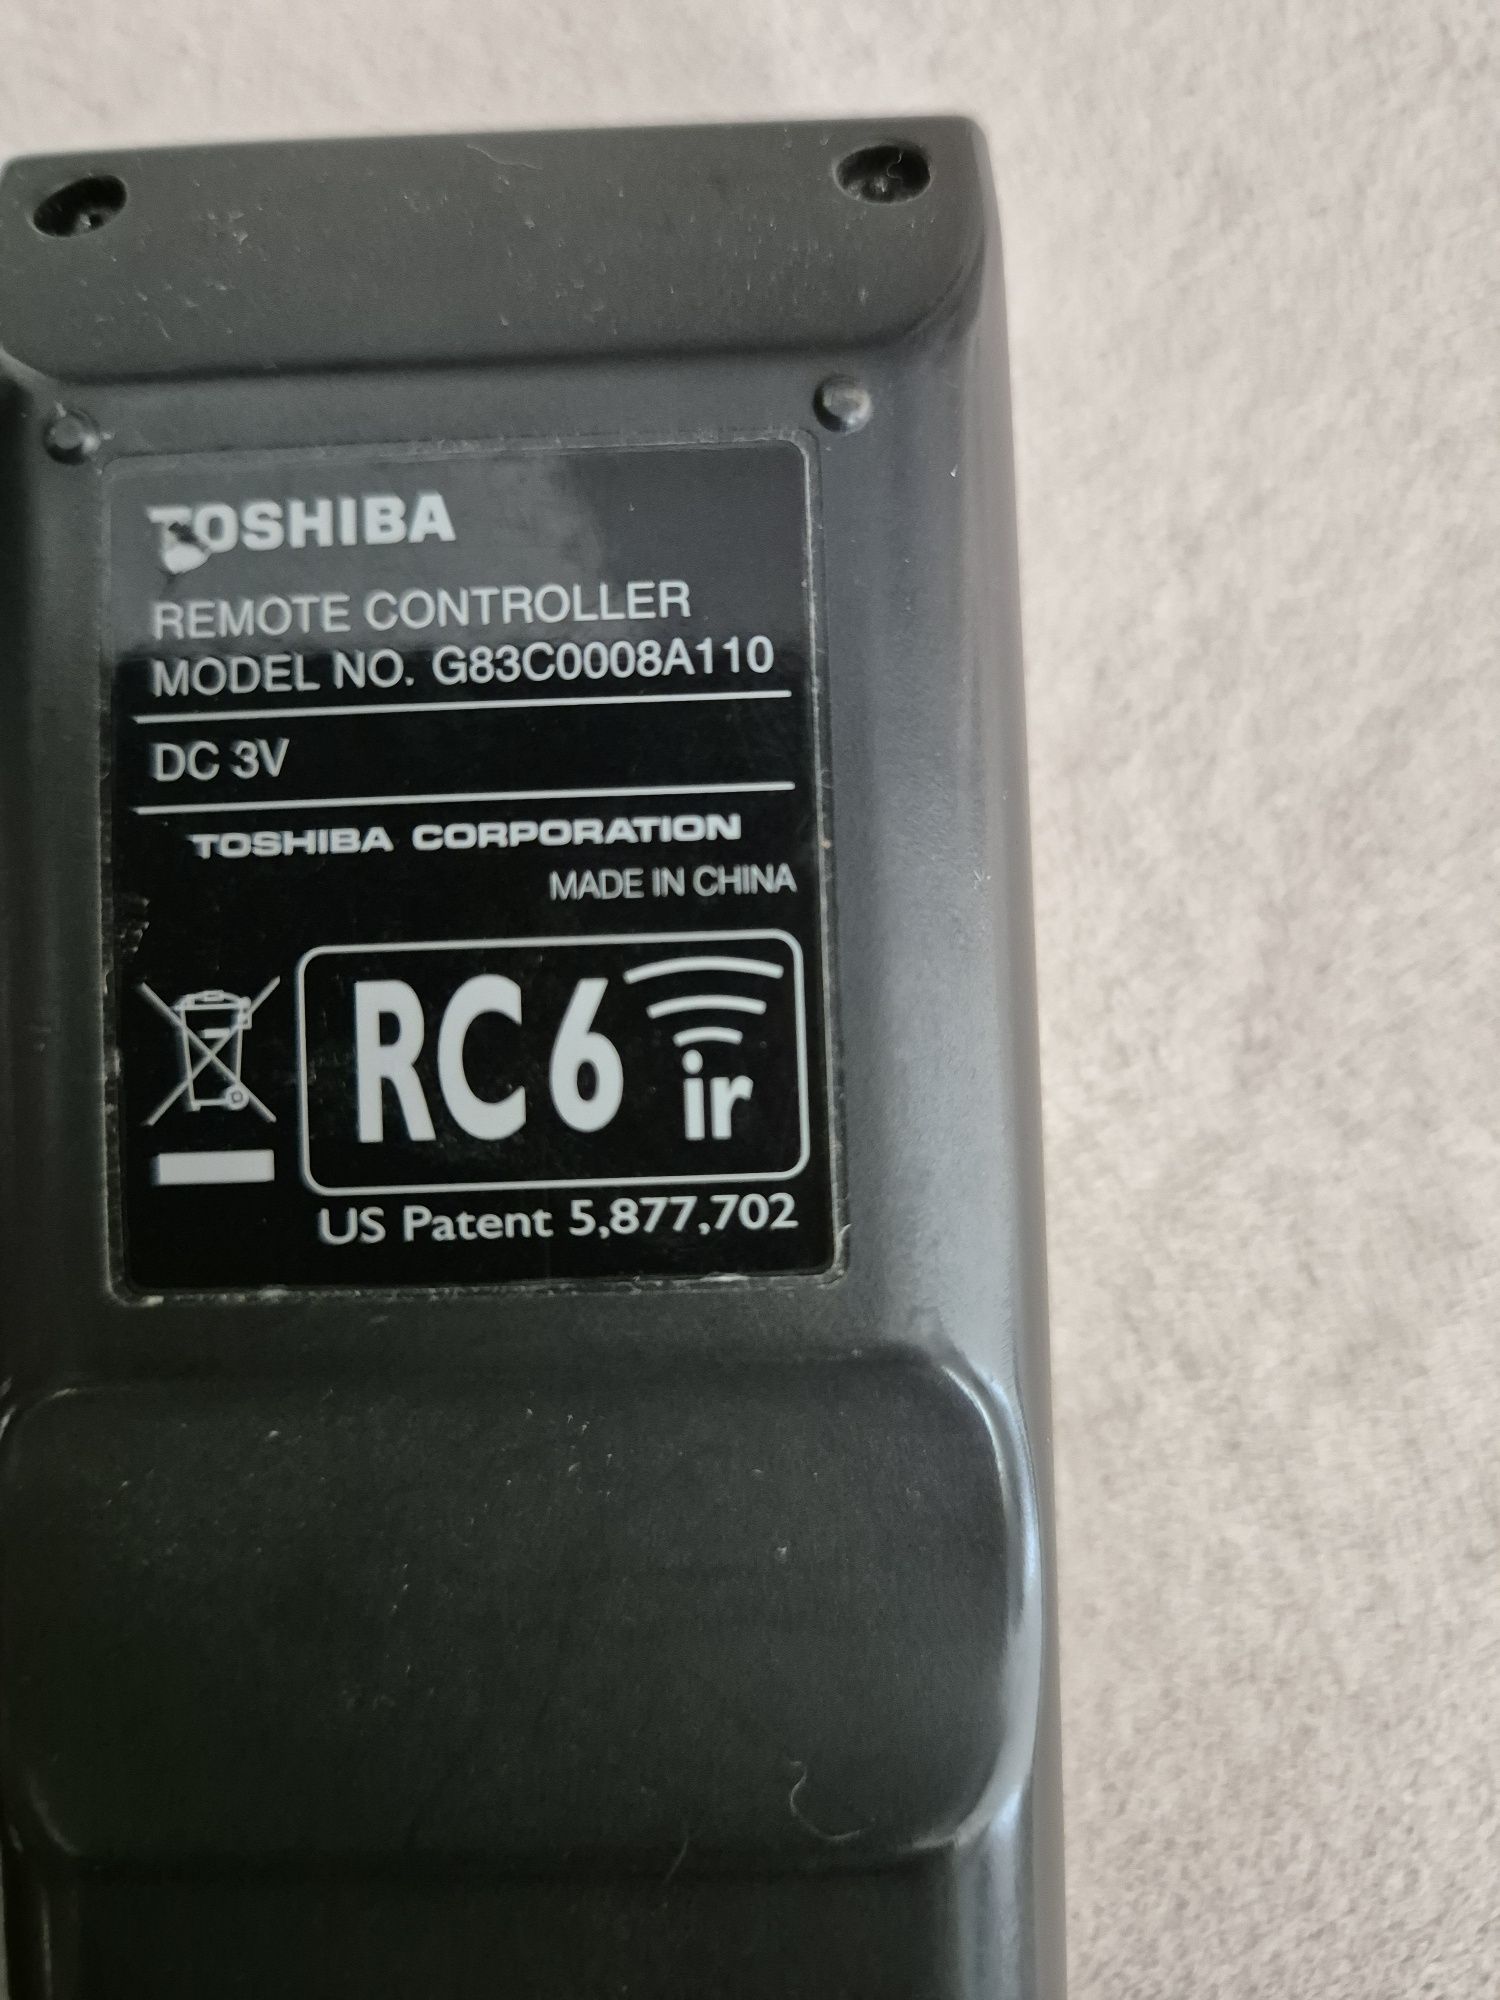 TOSHIBA
REMOTE CONTROLLER
MODEL NO. G83C0008A110
DC 3V
TOSHIBA CORPORATION
MADE IN CHINA
RC6 ir
US Patent 5,877,702